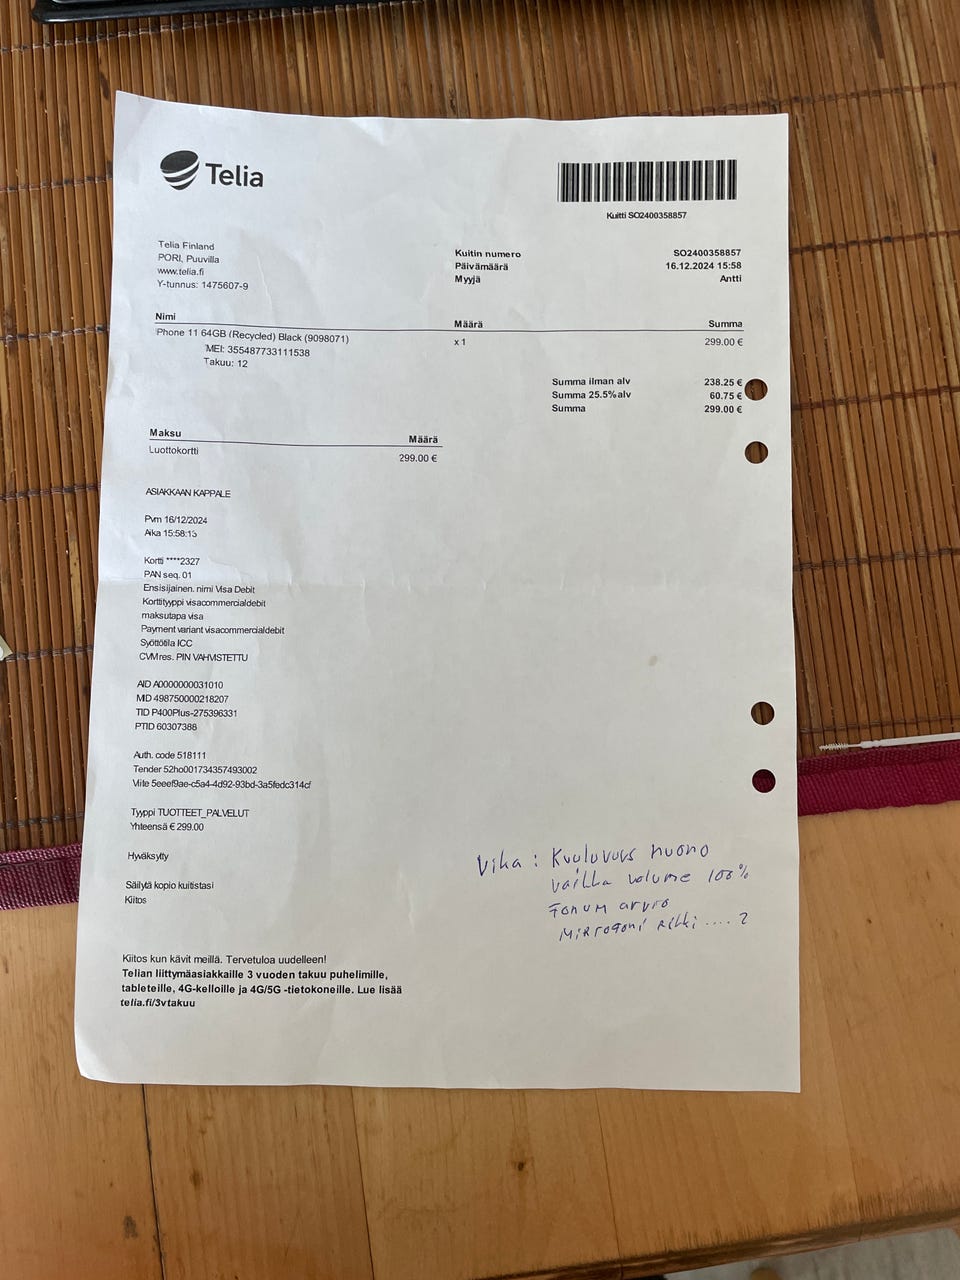 Telia
Kuitti SO2400358857
Telia Finland
PORI, Puuvilla
www.telia.fi
Y-tunnus: 1475607-9
Kuitin numero SO2400358857
Päivämäärä 16.12.2024 15:58
Myyjä Antti
Nimi Määrä Summa
Phone 11 64GB (Recycled) Black (9098071) x 1 299.00 €
MEI: 355487733111538
Takuu: 12
Summa ilman alv 238.25 €
Summa 25.5% alv 60.75 €
Summa 299.00 €
Maksu Määrä
Luottokortti 299.00 €
ASIAKKAAN KAPPALE
Pvm 16/12/2024
Aika 15:58:13
Kortti ****2327
PAN seq. 01
Ensisijainen. nimi Visa Debit
Korttityyppi visacommercialdebit
maksutapa visa
Payment variant visacommercialdebit
Syöttötila ICC
CVM res. PIN VAHVISTETTU
AID A0000000031010
MID 498750000218207
TID P400Plus-275396331
PTID 60307388
Auth. code 518111
Tender 52ho001734357493002
Viite 5eeef9ae-c5a4-4d92-93bd-3a5fedc314cf
Tyyppi TUOTTEET_PALVELUT
Yhteensä € 299.00
Hyväksytty
Säilytä kopio kuitistasi
Kiitos
Vika: Kuuluvuus huono
vaikka volume 100%
Fonum arvio
Mikrofoni rikki .... ?
Kiitos kun kävit meillä. Tervetuloa uudelleen!
Telian liittymäasiakkaille 3 vuoden takuu puhelimille,
tableteille, 4G-kelloille ja 4G/5G -tietokoneille. Lue lisää
telia.fi/3vtakuu